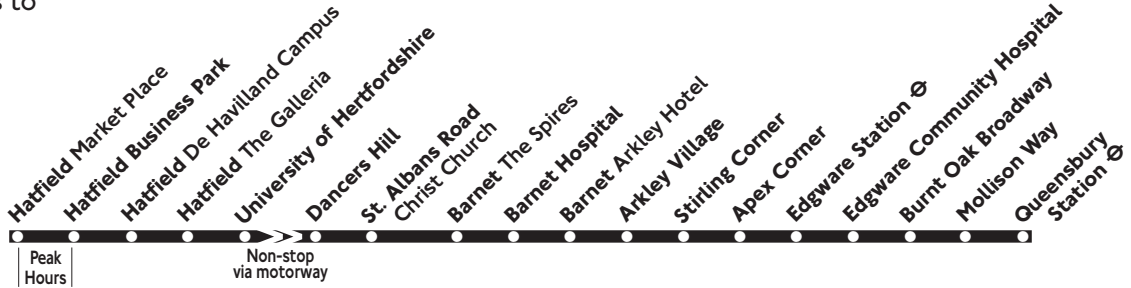 s to
Hatfield Market Place
Hatfield Business Park
Hatfield De Havilland Campus
Hatfield The Galleria
University of Hertfordshire
Dancers Hill
St. Albans Road
Christ Church
Barnet The Spires
Barnet Hospital
Barnet Arkley Hotel
Arkley Village
Stirling Corner
Apex Corner
Edgware Station
Edgware Community Hospital
Burnt Oak Broadway
Mollison Way
Queensbury
Station
Peak
Hours
Non-stop
via motorway